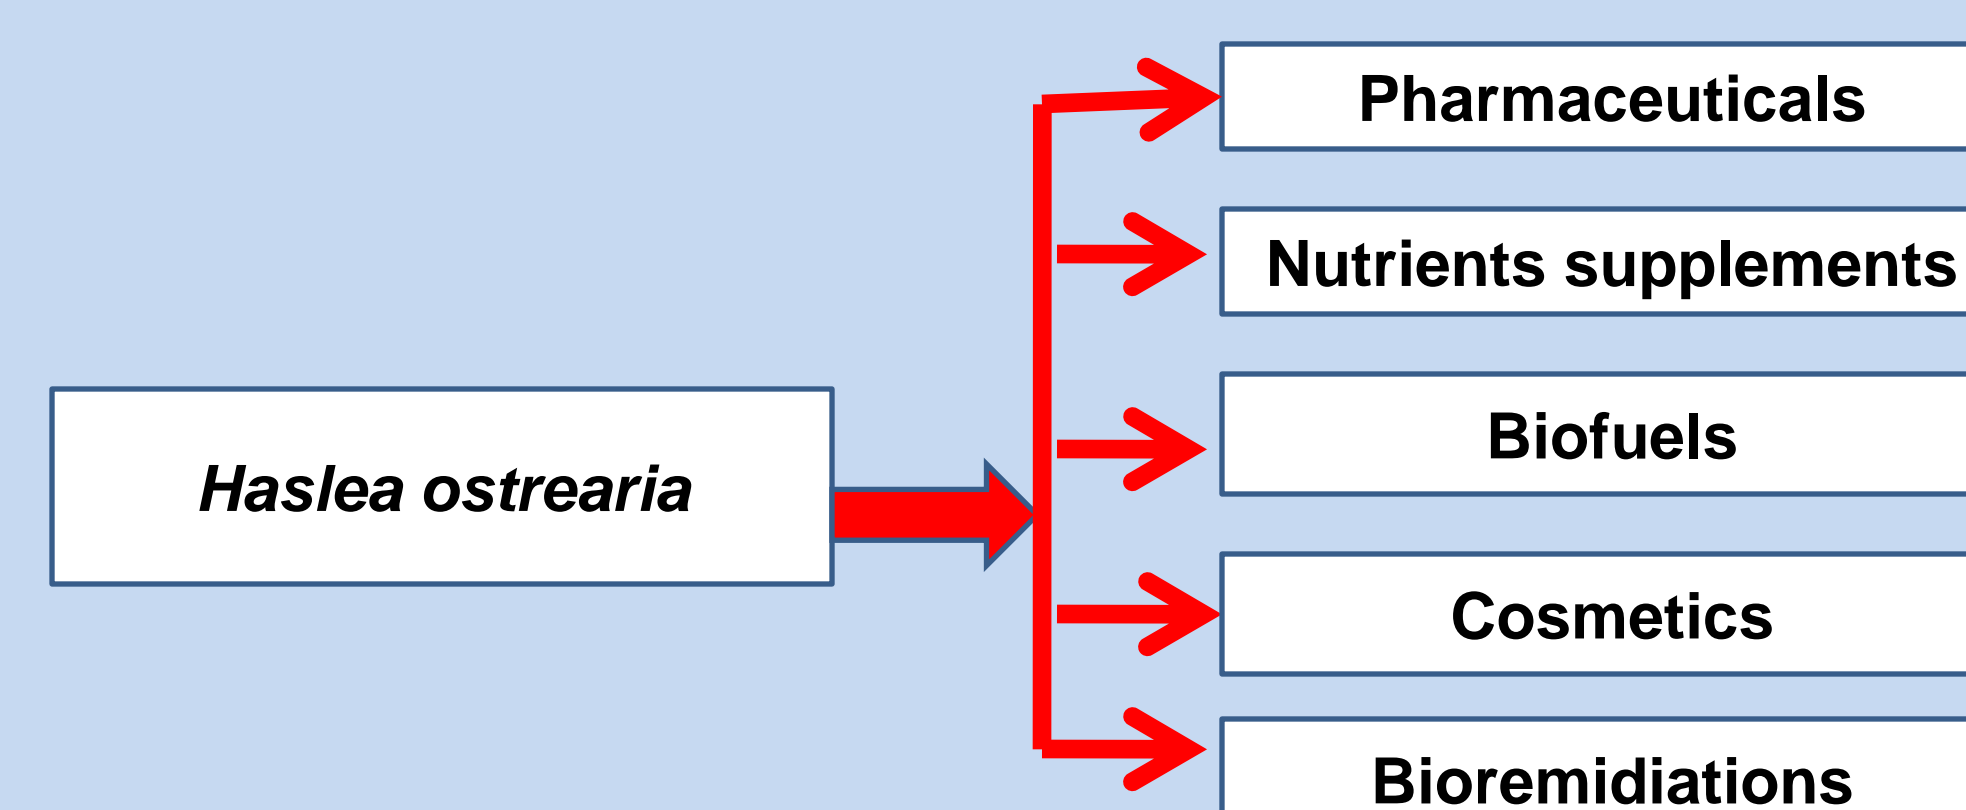 Pharmaceuticals
Nutrients supplements
Biofuels
Haslea ostrearia
Cosmetics
Bioremidiations